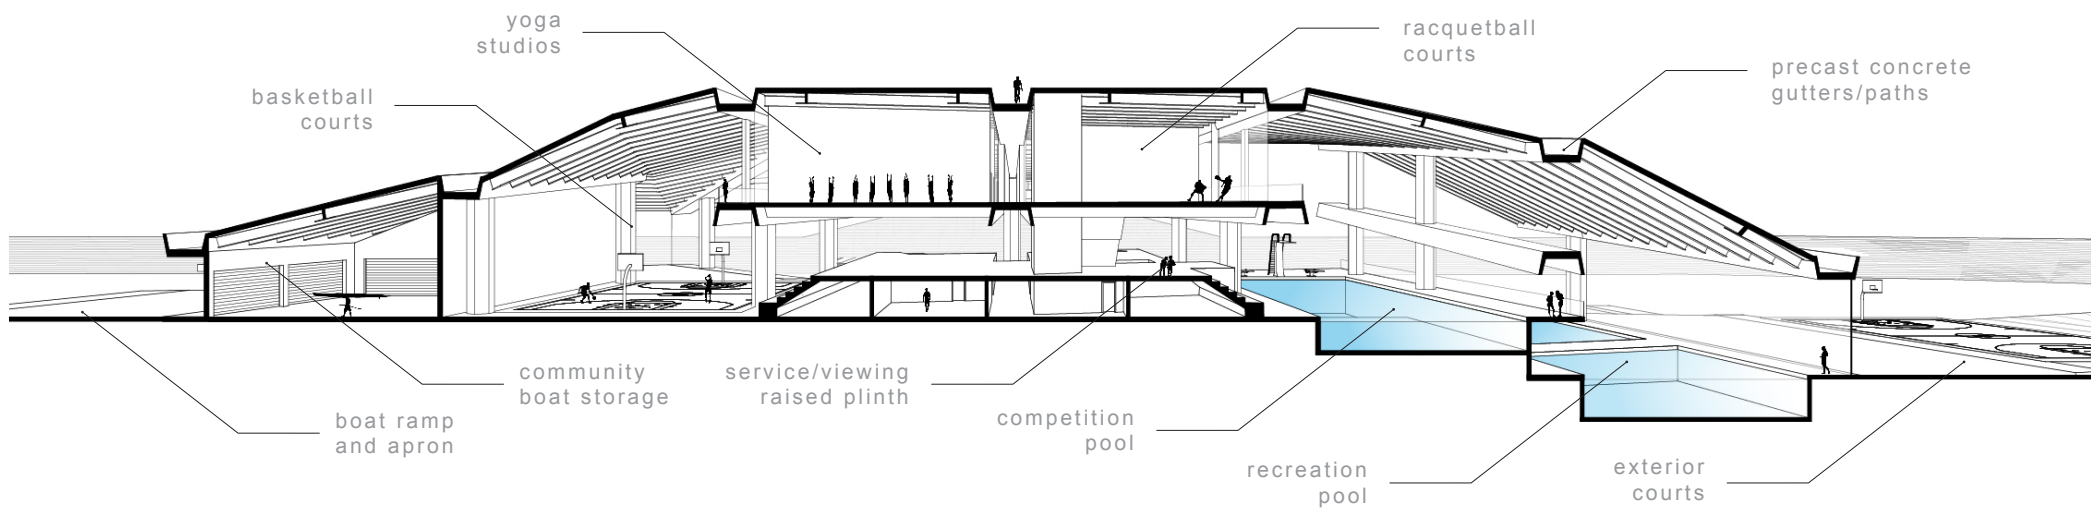 yoga
studios
racquetball
courts
precast concrete
gutters/paths
basketball
courts
community
boat storage
service/viewing
raised plinth
boat ramp
and apron
competition
pool
recreation
pool
exterior
courts